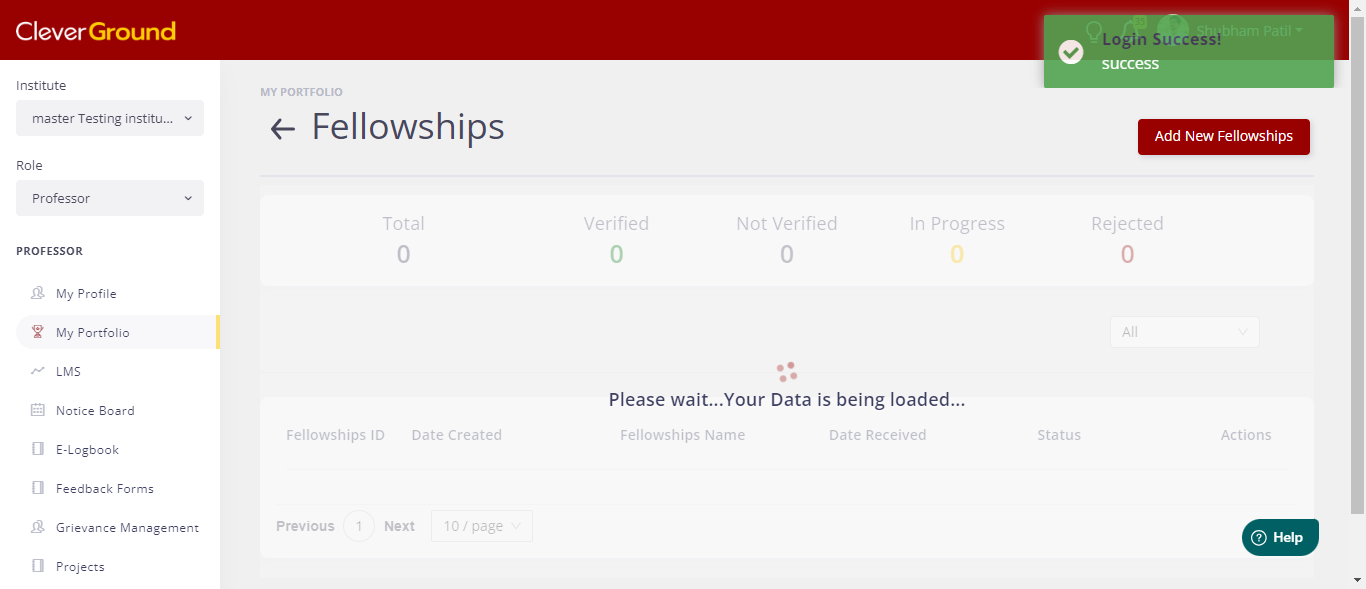 CleverGround
Shubham Patil
Login Success!
success
Institute
master Testing institu...
Role
Professor
PROFESSOR
My Profile
My Portfolio
LMS
Notice Board
E-Logbook
Feedback Forms
Grievance Management
Projects
MY PORTFOLIO
Fellowships
Add New Fellowships
Total Verified Not Verified In Progress Rejected
0 0 0 0 0
All
Please wait...Your Data is being loaded...
Fellowships ID Date Created Fellowships Name Date Received Status Actions
Previous 1 Next 10 / page
Help